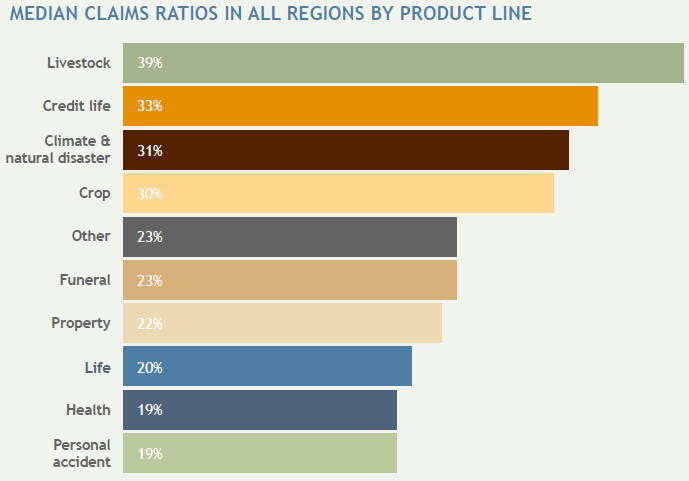 MEDIAN CLAIMS RATIOS IN ALL REGIONS BY PRODUCT LINE
Livestock 39%
Credit life 33%
Climate &
natural disaster 31%
Crop 30%
Other 23%
Funeral 23%
Property 22%
Life 20%
Health 19%
Personal
accident 19%